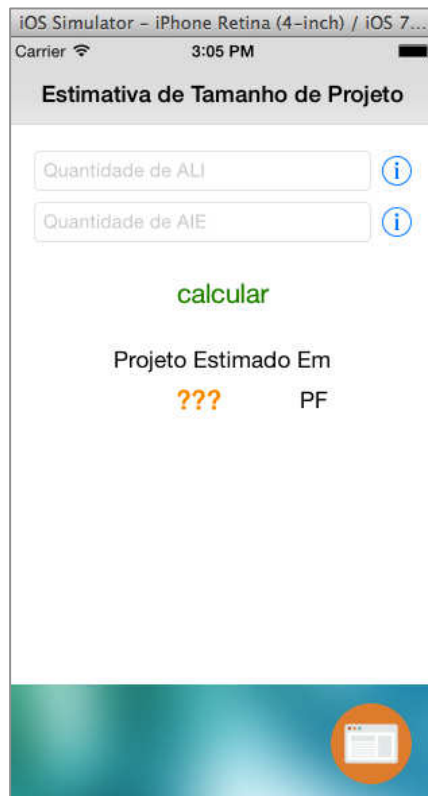 iOS Simulator – iPhone Retina (4-inch) / iOS 7...
Carrier 3:05 PM
Estimativa de Tamanho de Projeto
Quantidade de ALI
Quantidade de AIE
calcular
Projeto Estimado Em
??? PF